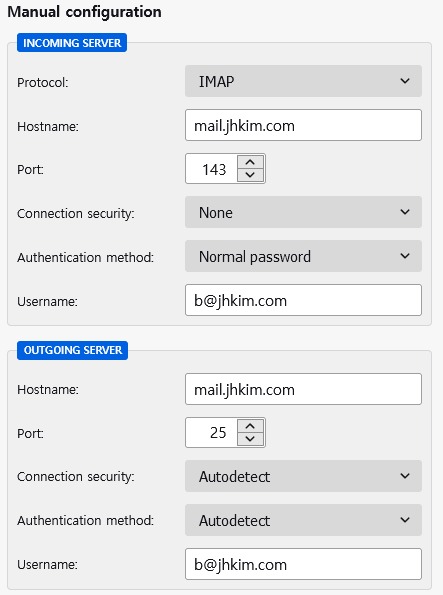 Manual configuration
INCOMING SERVER
Protocol: IMAP
Hostname: mail.jhkim.com
Port: 143
Connection security: None
Authentication method: Normal password
Username: b@jhkim.com
OUTGOING SERVER
Hostname: mail.jhkim.com
Port: 25
Connection security: Autodetect
Authentication method: Autodetect
Username: b@jhkim.com